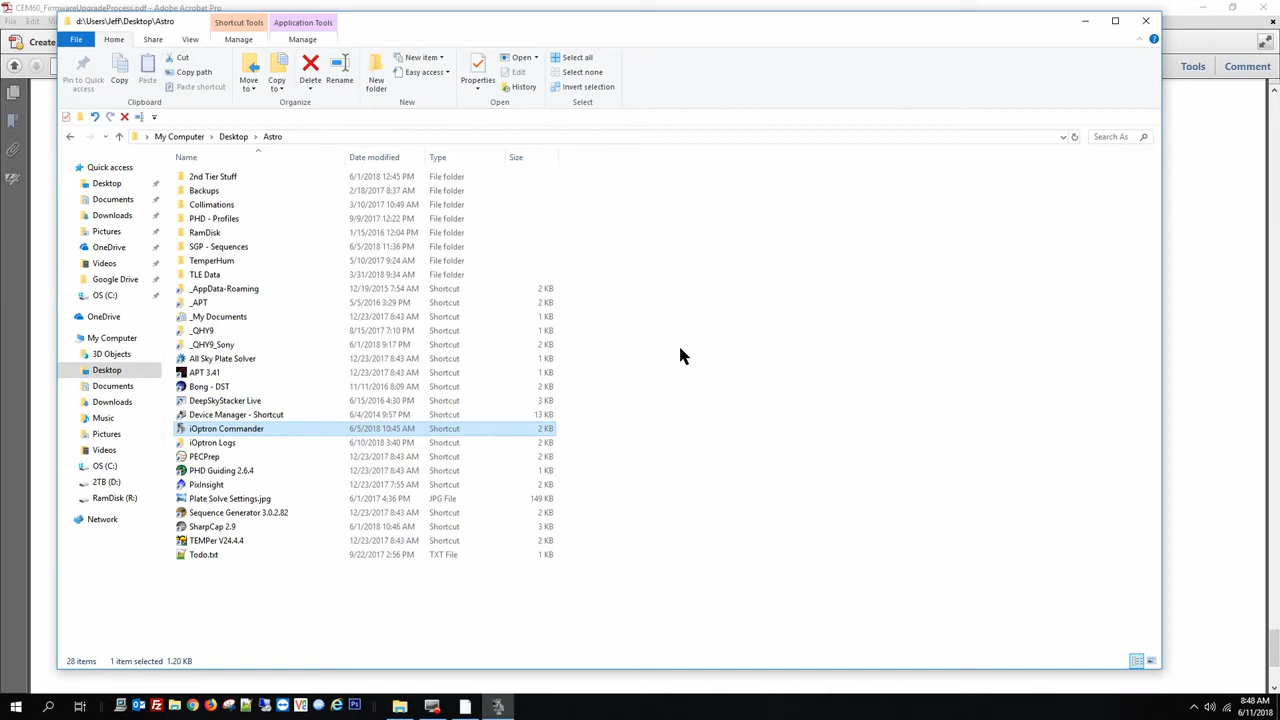 CEM60_FirmwareUpgradeProcess.pdf - Adobe Acrobat Pro
File
Create
Tools
Comment
d:\Users\Jeff\Desktop\Astro
Shortcut Tools
Application Tools
File
Home
Share
View
Manage
Manage
Pin to Quick access
Copy
Paste
Cut
Copy path
Paste shortcut
Clipboard
Move to
Copy to
Delete
Rename
Organize
New folder
New item
Easy access
New
Properties
Open
Edit
History
Open
Select all
Select none
Invert selection
Select
My Computer > Desktop > Astro
Search As
Name Date modified Type Size
2nd Tier Stuff 6/1/2018 12:45 PM File folder
Backups 2/18/2017 8:37 AM File folder
Collimations 3/10/2017 10:49 AM File folder
PHD - Profiles 9/9/2017 12:22 PM File folder
RamDisk 1/15/2016 12:04 PM File folder
SGP - Sequences 6/5/2018 11:36 PM File folder
TemperHum 5/10/2017 9:24 AM File folder
TLE Data 3/31/2018 9:34 AM File folder
_AppData-Roaming 12/19/2015 7:54 AM Shortcut 2 KB
_APT 5/5/2016 3:29 PM Shortcut 2 KB
_My Documents 12/23/2017 8:43 AM Shortcut 1 KB
_QHY9 8/15/2017 7:10 PM Shortcut 1 KB
_QHY9_Sony 6/1/2018 9:17 PM Shortcut 2 KB
All Sky Plate Solver 12/23/2017 8:43 AM Shortcut 1 KB
APT 3.41 12/23/2017 8:43 AM Shortcut 2 KB
Bong - DST 11/11/2016 8:09 AM Shortcut 2 KB
DeepSkyStacker Live 6/15/2016 4:30 PM Shortcut 3 KB
Device Manager - Shortcut 6/4/2014 9:57 PM Shortcut 13 KB
iOptron Commander 6/5/2018 10:45 AM Shortcut 2 KB
iOptron Logs 6/10/2018 3:40 PM Shortcut 2 KB
PECPrep 12/23/2017 8:43 AM Shortcut 2 KB
PHD Guiding 2.6.4 12/23/2017 8:43 AM Shortcut 1 KB
PixInsight 12/23/2017 7:55 AM Shortcut 2 KB
Plate Solve Settings.jpg 6/1/2017 4:36 PM JPG File 149 KB
Sequence Generator 3.0.2.82 12/23/2017 8:43 AM Shortcut 2 KB
SharpCap 2.9 6/1/2018 10:46 AM Shortcut 3 KB
TEMPer V24.4.4 12/23/2017 8:43 AM Shortcut 2 KB
Todo.txt 9/22/2017 2:56 PM TXT File 1 KB
Quick access
Desktop
Documents
Downloads
Pictures
OneDrive
Videos
Google Drive
OS (C:)
OneDrive
My Computer
3D Objects
Desktop
Documents
Downloads
Music
Pictures
Videos
OS (C:)
2TB (D:)
RamDisk (R:)
Network
28 items 1 item selected 1.20 KB
8:48 AM
6/11/2018